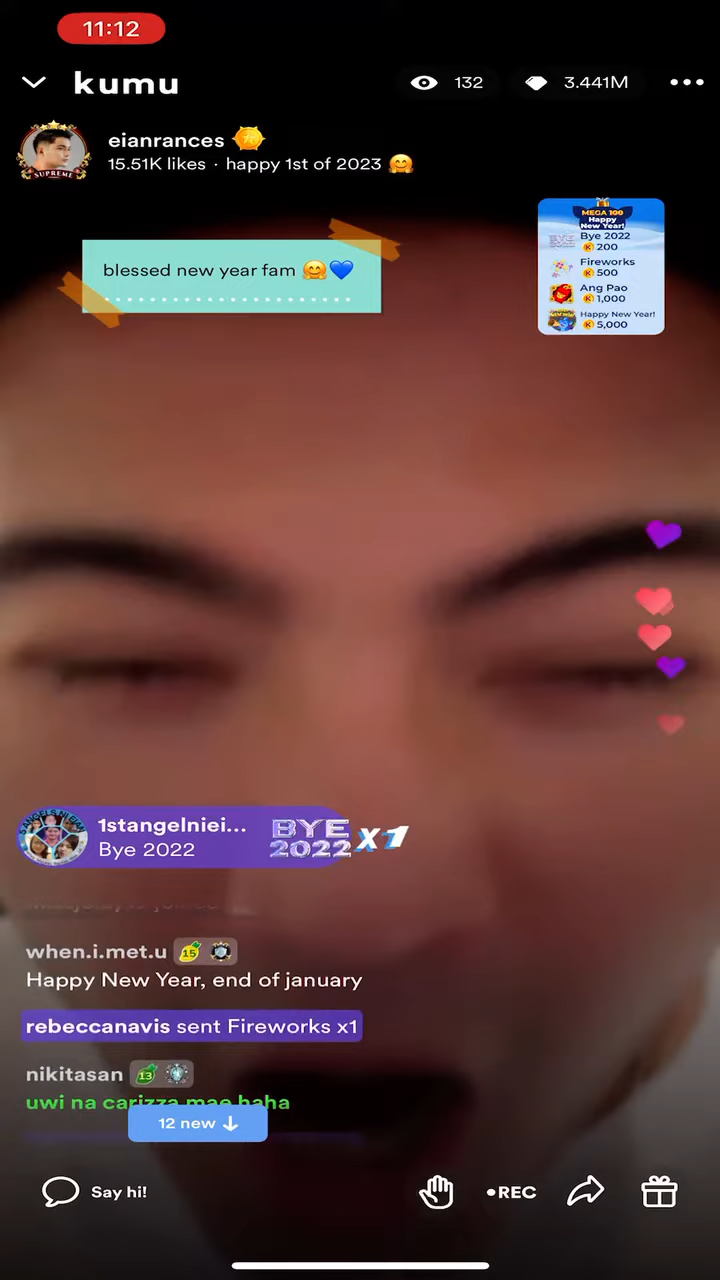 11:12
kumu
132
3.441M
eianrances
15.51K likes · happy 1st of 2023 🤗
SUPREME
blessed new year fam 🤗💙
MEGA 100
Happy
New Year!
Bye 2022
200
Fireworks
500
Ang Pao
1,000
Happy New Year!
5,000
1stangelniei...
Bye 2022
BYE
2022 X1
when.i.met.u 15
Happy New Year, end of january
rebeccanavis sent Fireworks x1
nikitasan 13
uwi na carizza mae haha
12 new ↓
Say hi!
•REC